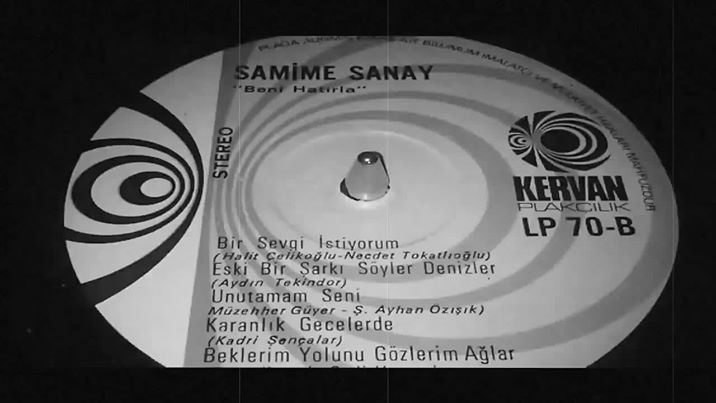 SAMİME SANAY
"Beni Hatırla"
STEREO
KERVAN
PLAKÇILIK
LP 70-B
Bir Sevgi İstiyorum
(Halit Çelikoğlu-Necdet Tokatlıoğlu)
Eski Bir Şarkı Söyler Denizler
(Aydın Tekindor)
Unutamam Seni
Müzehher Güyer - Ş. Ayhan Özışık)
Karanlık Gecelerde
(Kadri Şençalar)
Beklerim Yolunu Gözlerim Ağlar